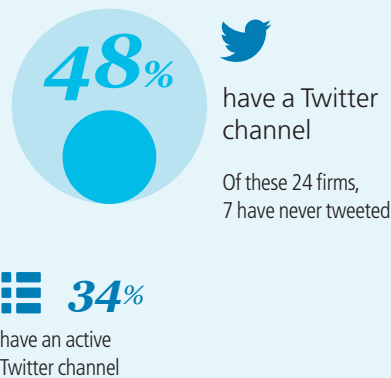 48%
have a Twitter
channel
Of these 24 firms,
7 have never tweeted
34%
have an active
Twitter channel